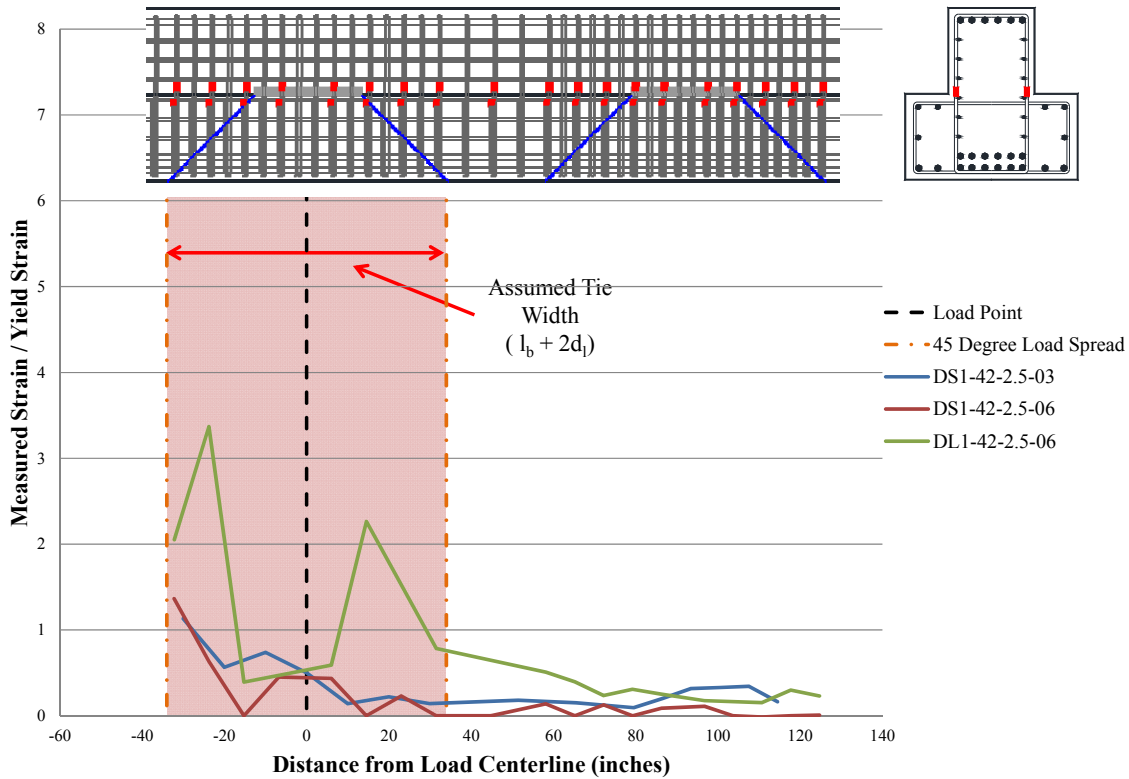 8
7
6
5
4
3
2
1
0
Measured Strain / Yield Strain
Assumed Tie
Width
( l_b + 2d_l)
Load Point
45 Degree Load Spread
DS1-42-2.5-03
DS1-42-2.5-06
DL1-42-2.5-06
-60 -40 -20 0 20 40 60 80 100 120 140
Distance from Load Centerline (inches)